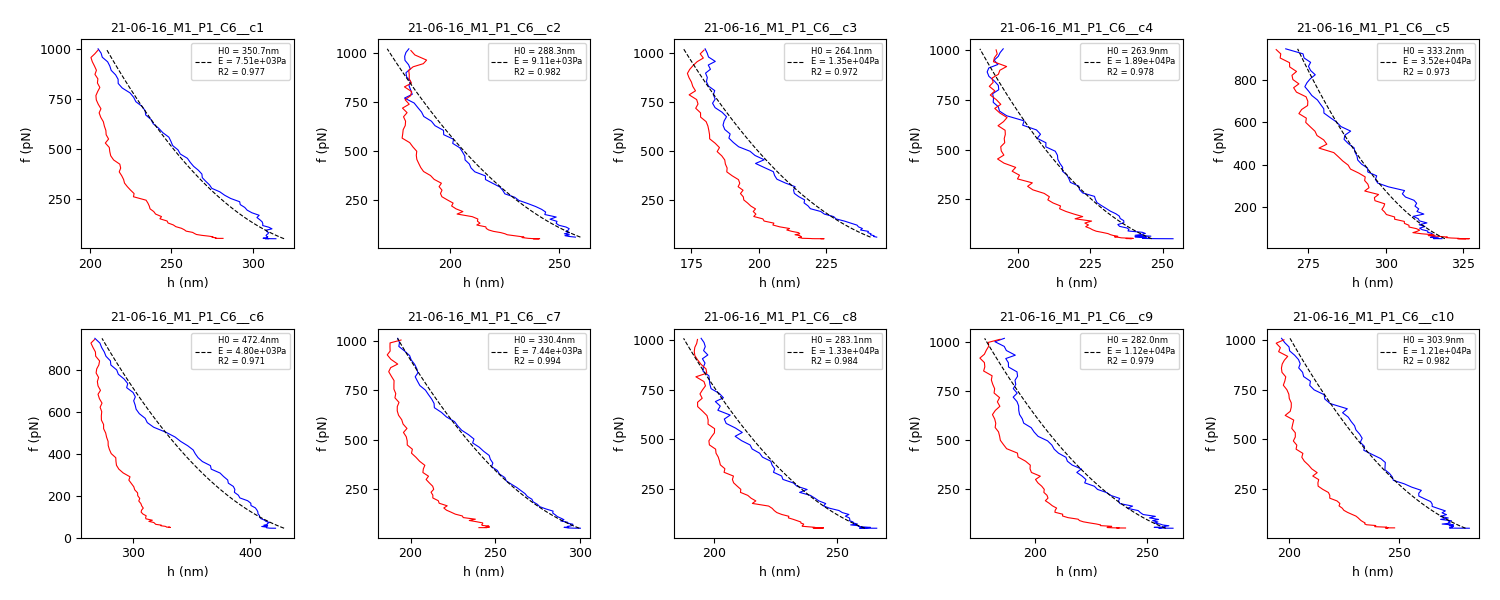 21-06-16_M1_P1_C6__c1
H0 = 350.7nm
E = 7.51e+03Pa
R2 = 0.977
1000
750
500
250
200
250
300
f (pN)
h (nm)
21-06-16_M1_P1_C6__c2
H0 = 288.3nm
E = 9.11e+03Pa
R2 = 0.982
1000
750
500
250
200
250
f (pN)
h (nm)
21-06-16_M1_P1_C6__c3
H0 = 264.1nm
E = 1.35e+04Pa
R2 = 0.972
1000
750
500
250
175
200
225
f (pN)
h (nm)
21-06-16_M1_P1_C6__c4
H0 = 263.9nm
E = 1.89e+04Pa
R2 = 0.978
1000
750
500
250
200
225
250
f (pN)
h (nm)
21-06-16_M1_P1_C6__c5
H0 = 333.2nm
E = 3.52e+04Pa
R2 = 0.973
800
600
400
200
275
300
325
f (pN)
h (nm)
21-06-16_M1_P1_C6__c6
H0 = 472.4nm
E = 4.80e+03Pa
R2 = 0.971
800
600
400
200
0
300
400
f (pN)
h (nm)
21-06-16_M1_P1_C6__c7
H0 = 330.4nm
E = 7.44e+03Pa
R2 = 0.994
1000
750
500
250
200
250
300
f (pN)
h (nm)
21-06-16_M1_P1_C6__c8
H0 = 283.1nm
E = 1.33e+04Pa
R2 = 0.984
1000
750
500
250
200
250
f (pN)
h (nm)
21-06-16_M1_P1_C6__c9
H0 = 282.0nm
E = 1.12e+04Pa
R2 = 0.979
1000
750
500
250
200
250
f (pN)
h (nm)
21-06-16_M1_P1_C6__c10
H0 = 303.9nm
E = 1.21e+04Pa
R2 = 0.982
1000
750
500
250
200
250
f (pN)
h (nm)